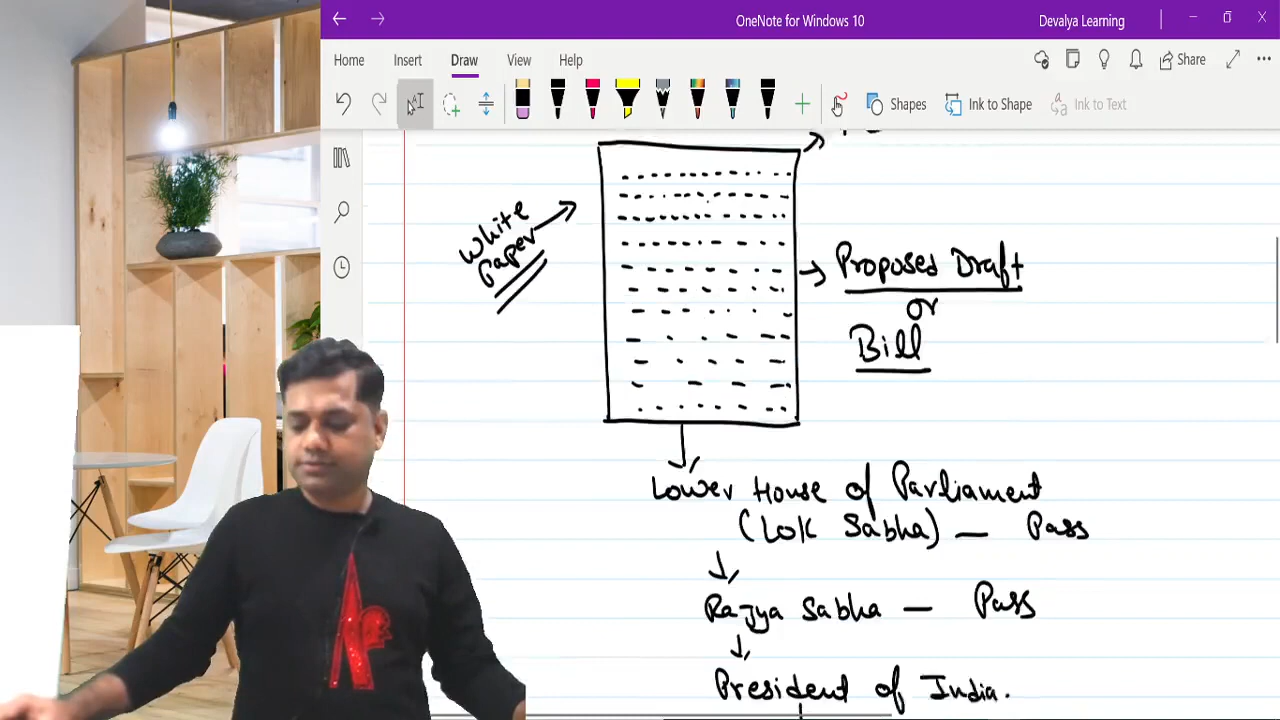 OneNote for Windows 10
Devalya Learning
Home Insert Draw View Help
Share
Shapes
Ink to Shape
Ink to Text
White
Paper
Proposed Draft
or
Bill
Lower House of Parliament
(Lok Sabha) — Pass
Rajya Sabha — Pass
President of India.